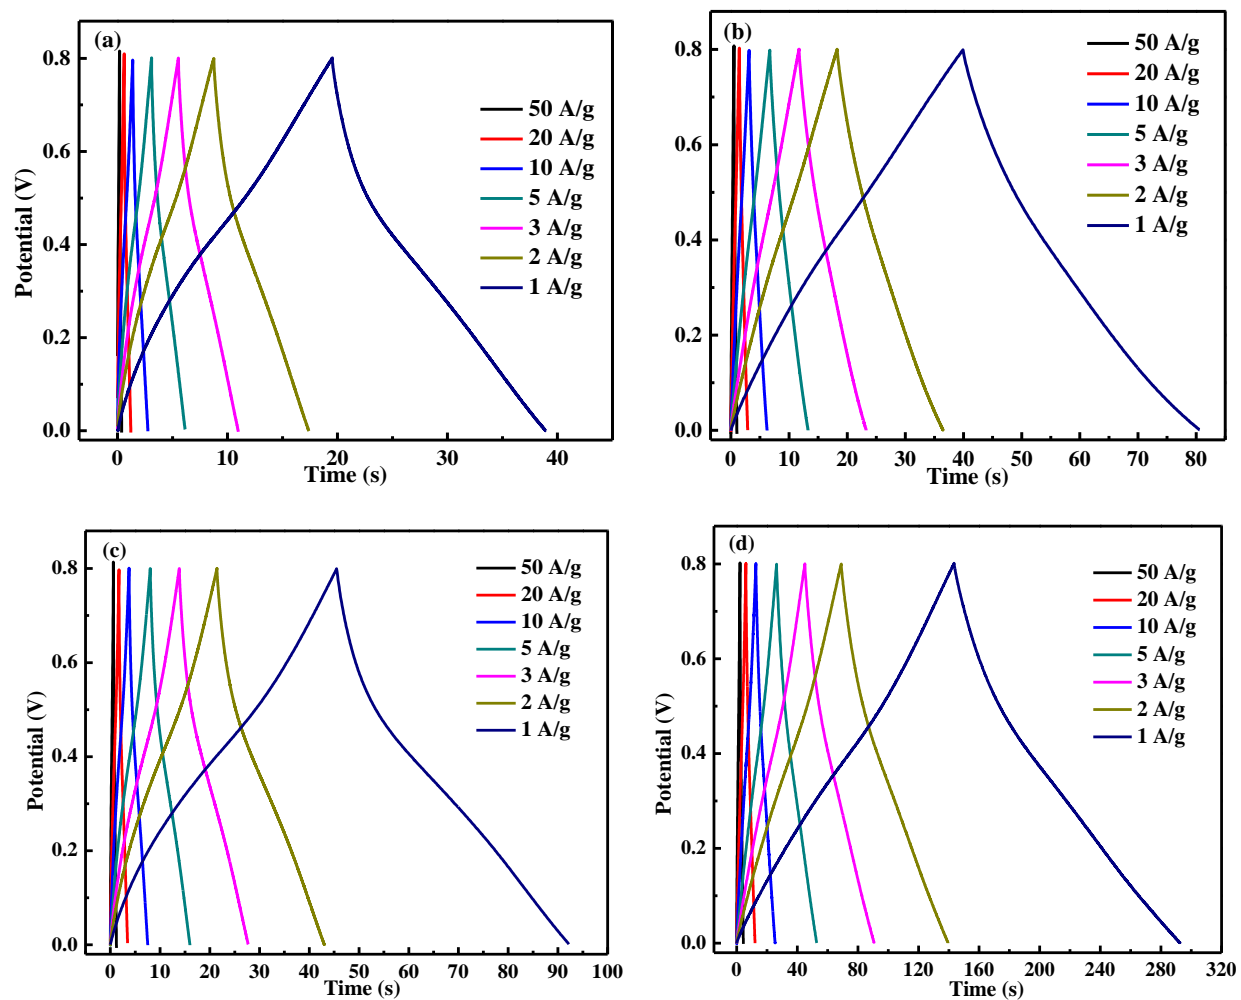 (a)
50 A/g
20 A/g
10 A/g
5 A/g
3 A/g
2 A/g
1 A/g
0.8
0.6
0.4
0.2
0.0
Potential (V)
0 10 20 30 40
Time (s)
(b)
50 A/g
20 A/g
10 A/g
5 A/g
3 A/g
2 A/g
1 A/g
0.8
0.6
0.4
0.2
0.0
0 10 20 30 40 50 60 70 80
Time (s)
(c)
50 A/g
20 A/g
10 A/g
5 A/g
3 A/g
2 A/g
1 A/g
0.8
0.6
0.4
0.2
0.0
Potential (V)
0 10 20 30 40 50 60 70 80 90 100
Time (s)
(d)
50 A/g
20 A/g
10 A/g
5 A/g
3 A/g
2 A/g
1 A/g
0.8
0.6
0.4
0.2
0.0
Potential (V)
0 40 80 120 160 200 240 280 320
Time (s)